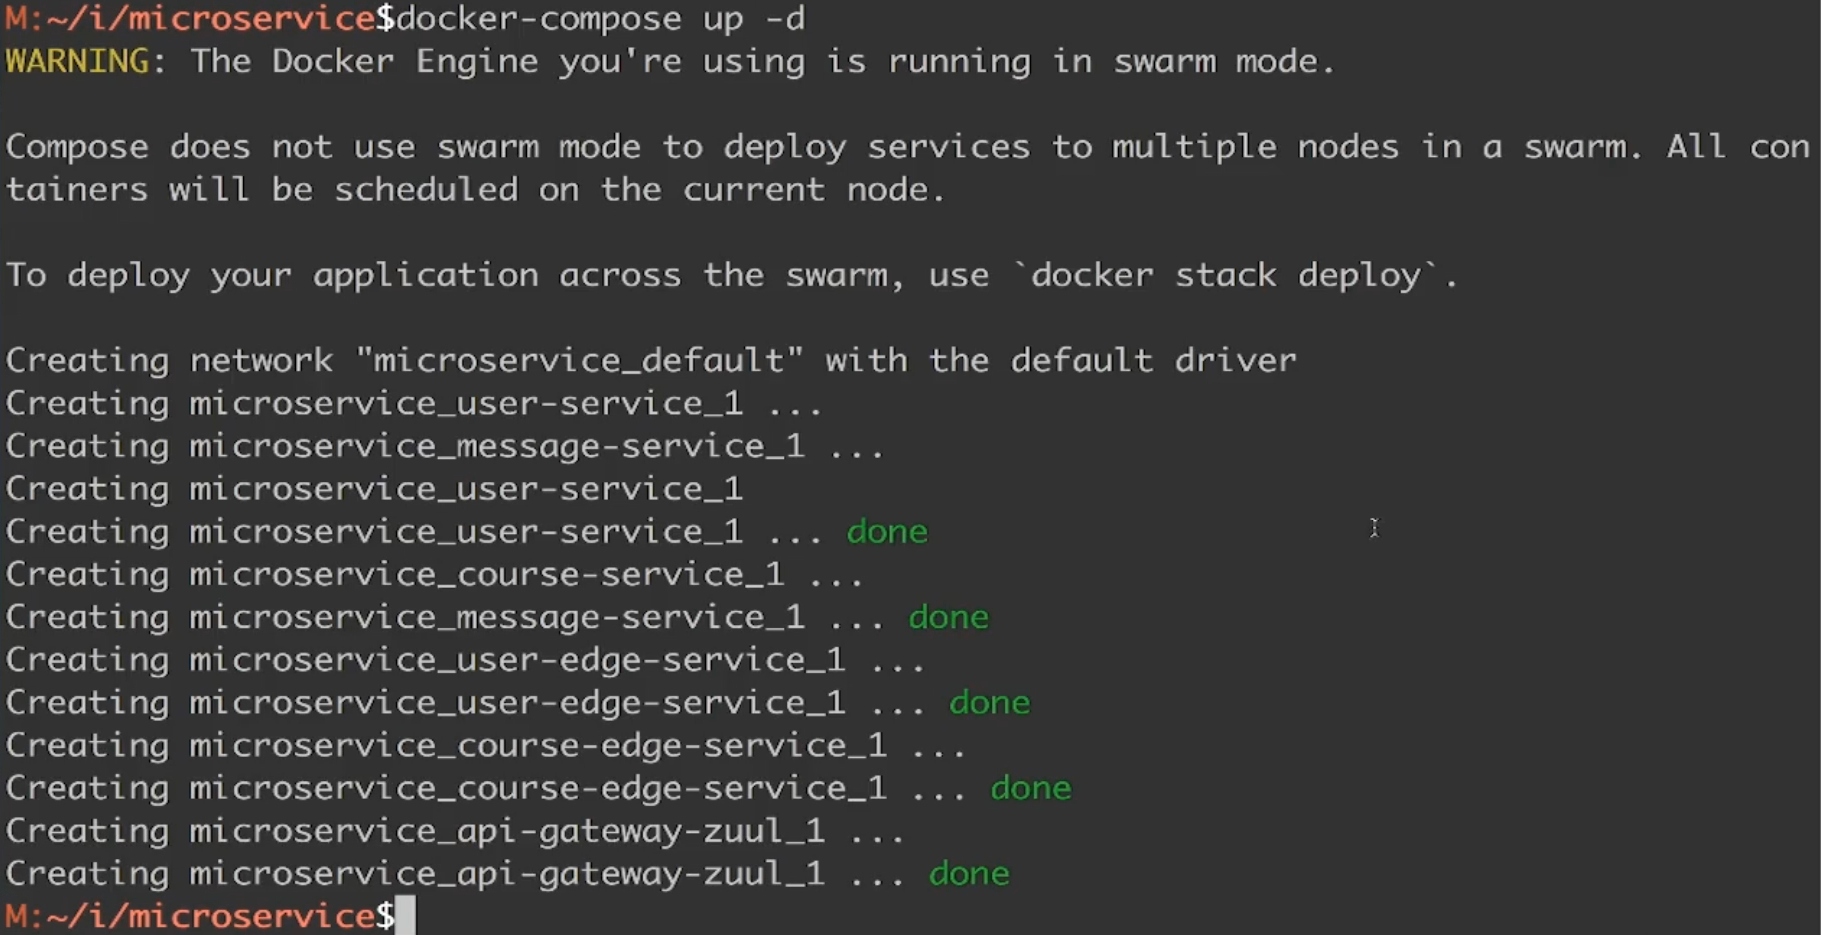 M:~/i/microservice$docker-compose up -d
WARNING: The Docker Engine you're using is running in swarm mode.
Compose does not use swarm mode to deploy services to multiple nodes in a swarm. All con
tainers will be scheduled on the current node.
To deploy your application across the swarm, use `docker stack deploy`.
Creating network "microservice_default" with the default driver
Creating microservice_user-service_1 ...
Creating microservice_message-service_1 ...
Creating microservice_user-service_1
Creating microservice_user-service_1 ... done
Creating microservice_course-service_1 ...
Creating microservice_message-service_1 ... done
Creating microservice_user-edge-service_1 ...
Creating microservice_user-edge-service_1 ... done
Creating microservice_course-edge-service_1 ...
Creating microservice_course-edge-service_1 ... done
Creating microservice_api-gateway-zuul_1 ...
Creating microservice_api-gateway-zuul_1 ... done
M:~/i/microservice$